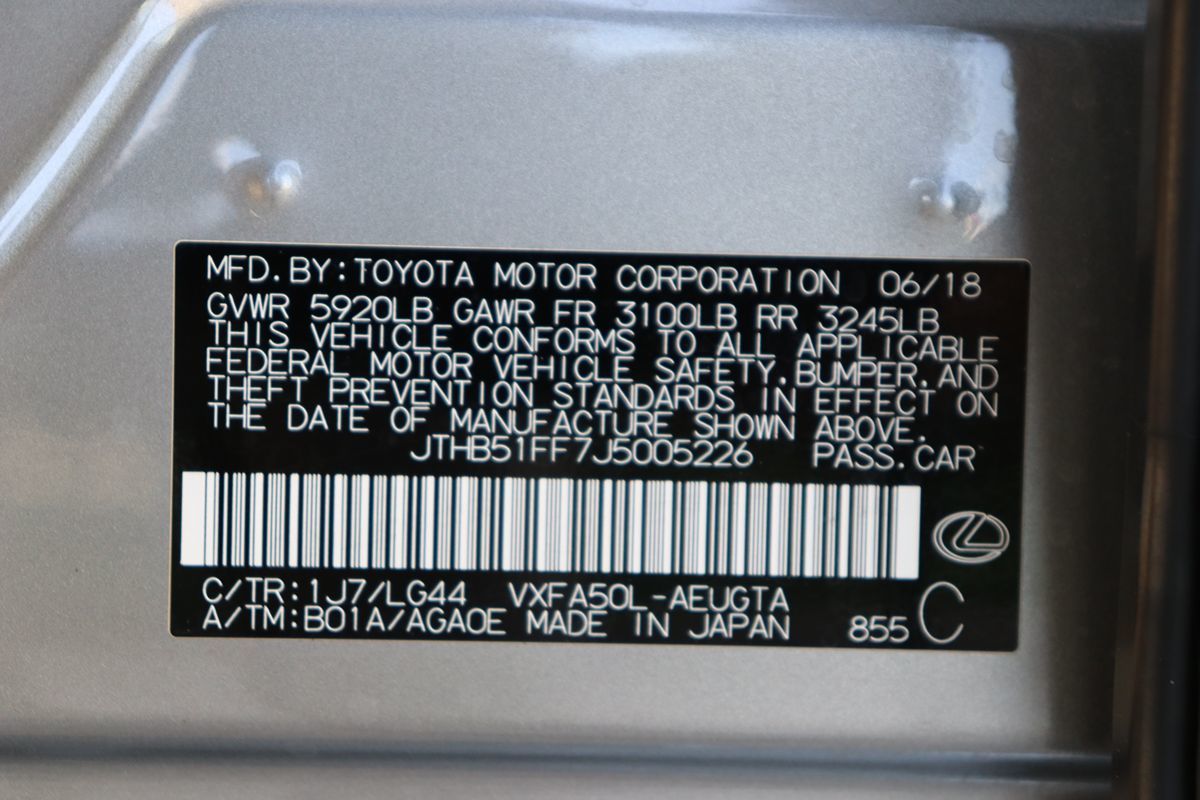 MFD.BY:TOYOTA MOTOR CORPORATION 06/18
GVWR 5920LB GAWR FR 3100LB RR 3245LB
THIS VEHICLE CONFORMS TO ALL APPLICABLE
FEDERAL MOTOR VEHICLE SAFETY,BUMPER,AND
THEFT PREVENTION STANDARDS IN EFFECT ON
THE DATE OF MANUFACTURE SHOWN ABOVE.
JTHB51FF7J5005226 PASS.CAR
C/TR:1J7/LG44 VXFA50L-AEUGTA
A/TM:B01A/AGA0E MADE IN JAPAN 855 C